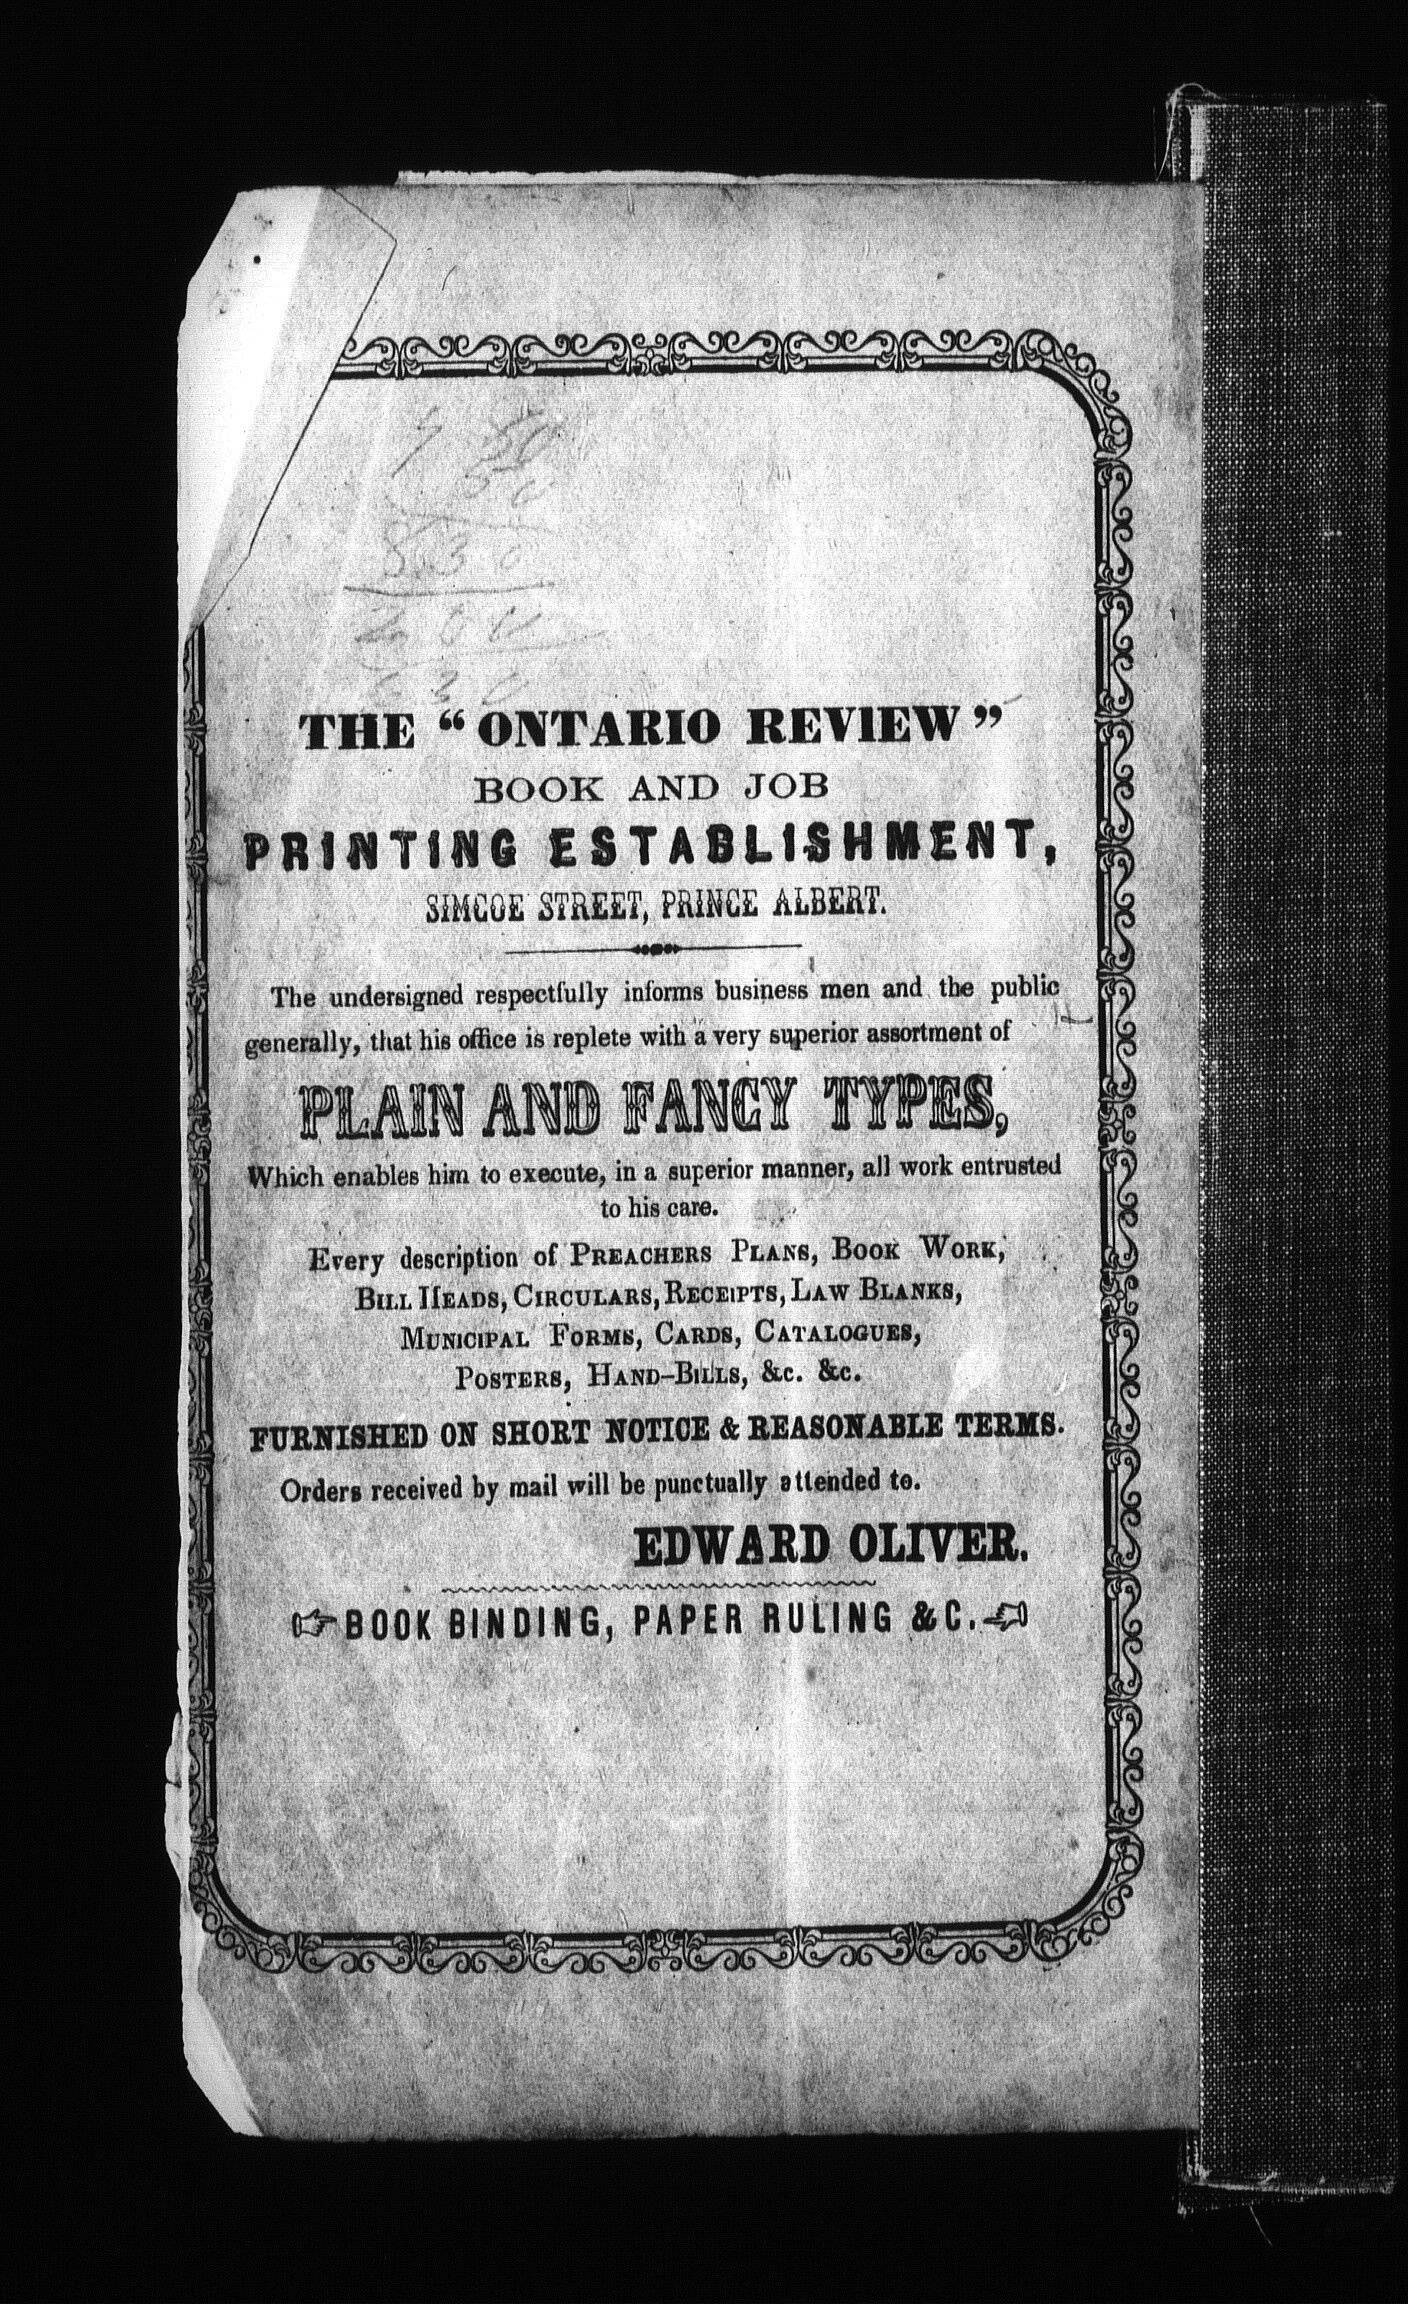 THE "ONTARIO REVIEW"
BOOK AND JOB
PRINTING ESTABLISHMENT,
SIMCOE STREET, PRINCE ALBERT.
The undersigned respectfully informs business men and the public
generally, that his office is replete with a very superior assortment of
PLAIN AND FANCY TYPES,
Which enables him to execute, in a superior manner, all work entrusted
to his care.
Every description of PREACHERS PLANS, BOOK WORK,
BILL HEADS, CIRCULARS, RECEIPTS, LAW BLANKS,
MUNICIPAL FORMS, CARDS, CATALOGUES,
POSTERS, HAND-BILLS, &C. &C.
FURNISHED ON SHORT NOTICE & REASONABLE TERMS.
Orders received by mail will be punctually attended to.
EDWARD OLIVER.
☞BOOK BINDING, PAPER RULING &C.☜